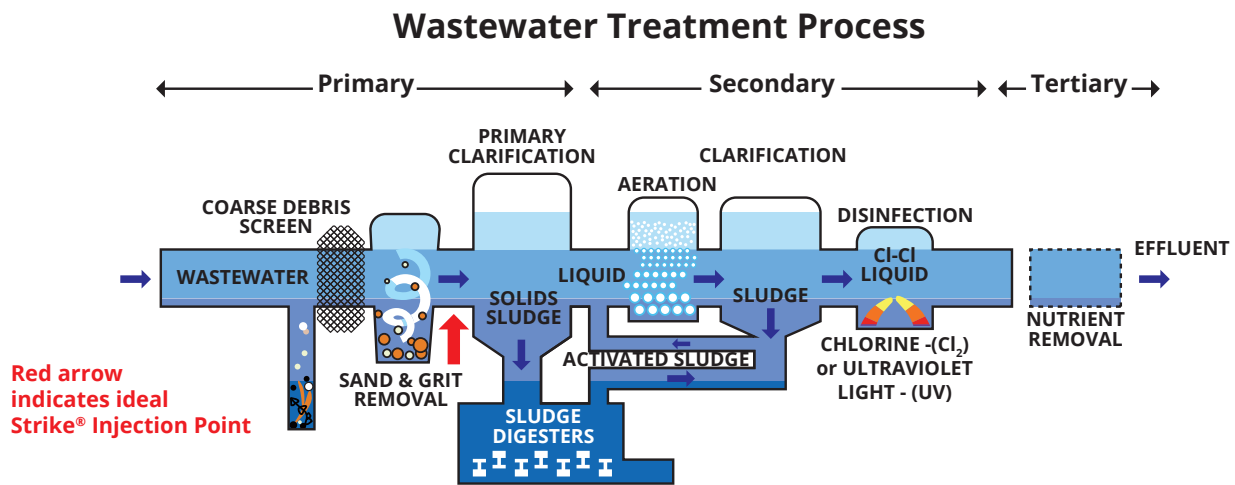 Wastewater Treatment Process
Primary
Secondary
Tertiary
PRIMARY
CLARIFICATION
CLARIFICATION
AERATION
COARSE DEBRIS
SCREEN
DISINFECTION
EFFLUENT
WASTEWATER
LIQUID
Cl-Cl
LIQUID
SOLIDS
SLUDGE
SLUDGE
NUTRIENT
REMOVAL
ACTIVATED SLUDGE
CHLORINE -(Cl₂)
or ULTRAVIOLET
LIGHT - (UV)
SAND & GRIT
REMOVAL
Red arrow
indicates ideal
Strike® Injection Point
SLUDGE
DIGESTERS